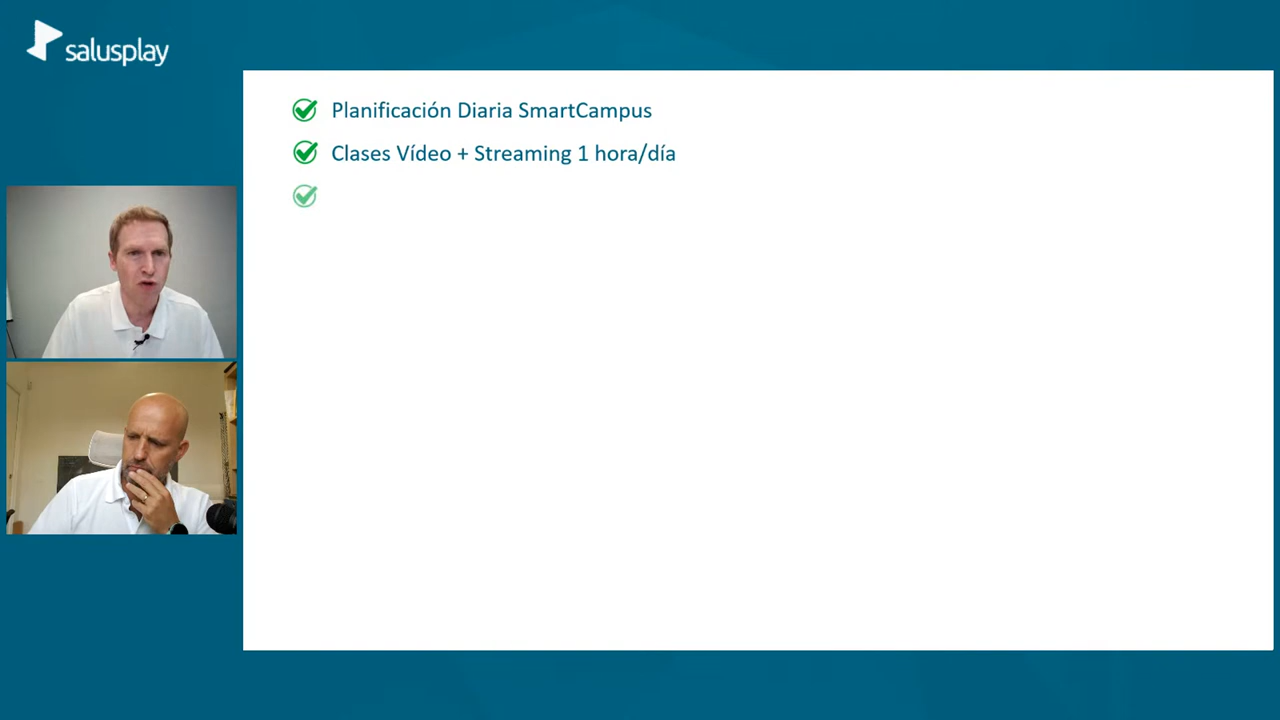 salusplay
Planificación Diaria SmartCampus
Clases Vídeo + Streaming 1 hora/día